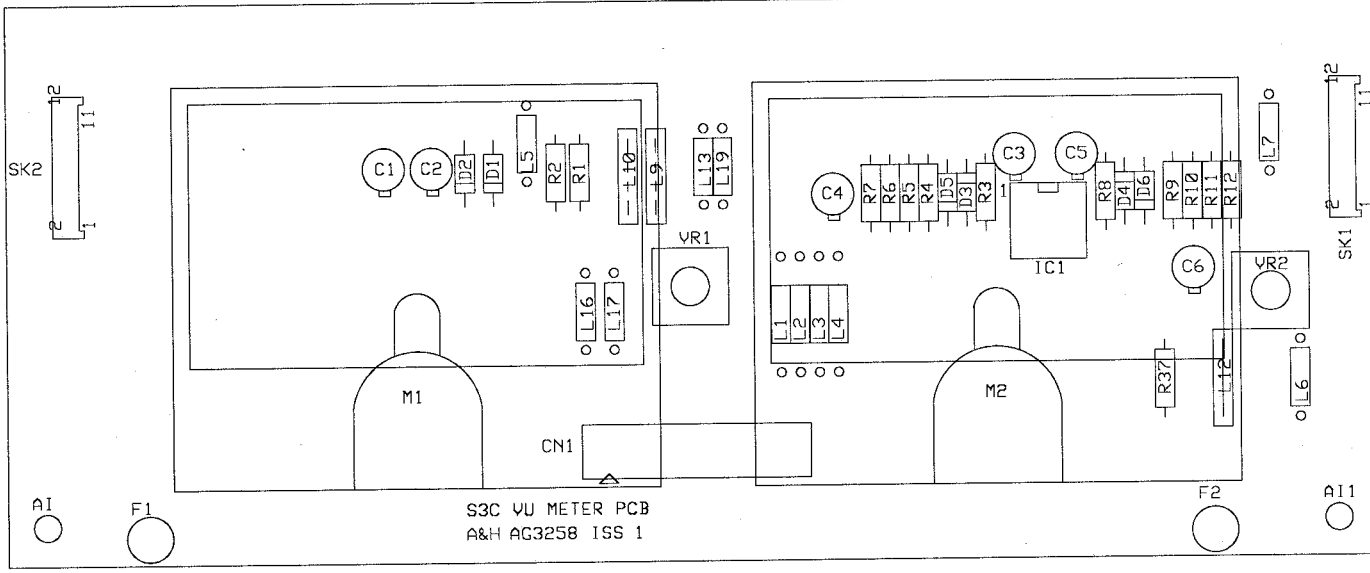 12
11
SK2
2
1
C1
C2
D2
D1
L5
R2
R1
L10
L9
L13
L19
VR1
L16
L17
M1
CN1
C4
R7
R6
R5
R4
D5
D3
R3
C3
C5
1
IC1
R8
D4
D6
R9
R10
R11
R12
C6
VR2
L1
L2
L3
L4
M2
R37
L12
L6
L7
12
11
2
1
SK1
AI
F1
S3C VU METER PCB
A&H AG3258 ISS 1
F2
AI1